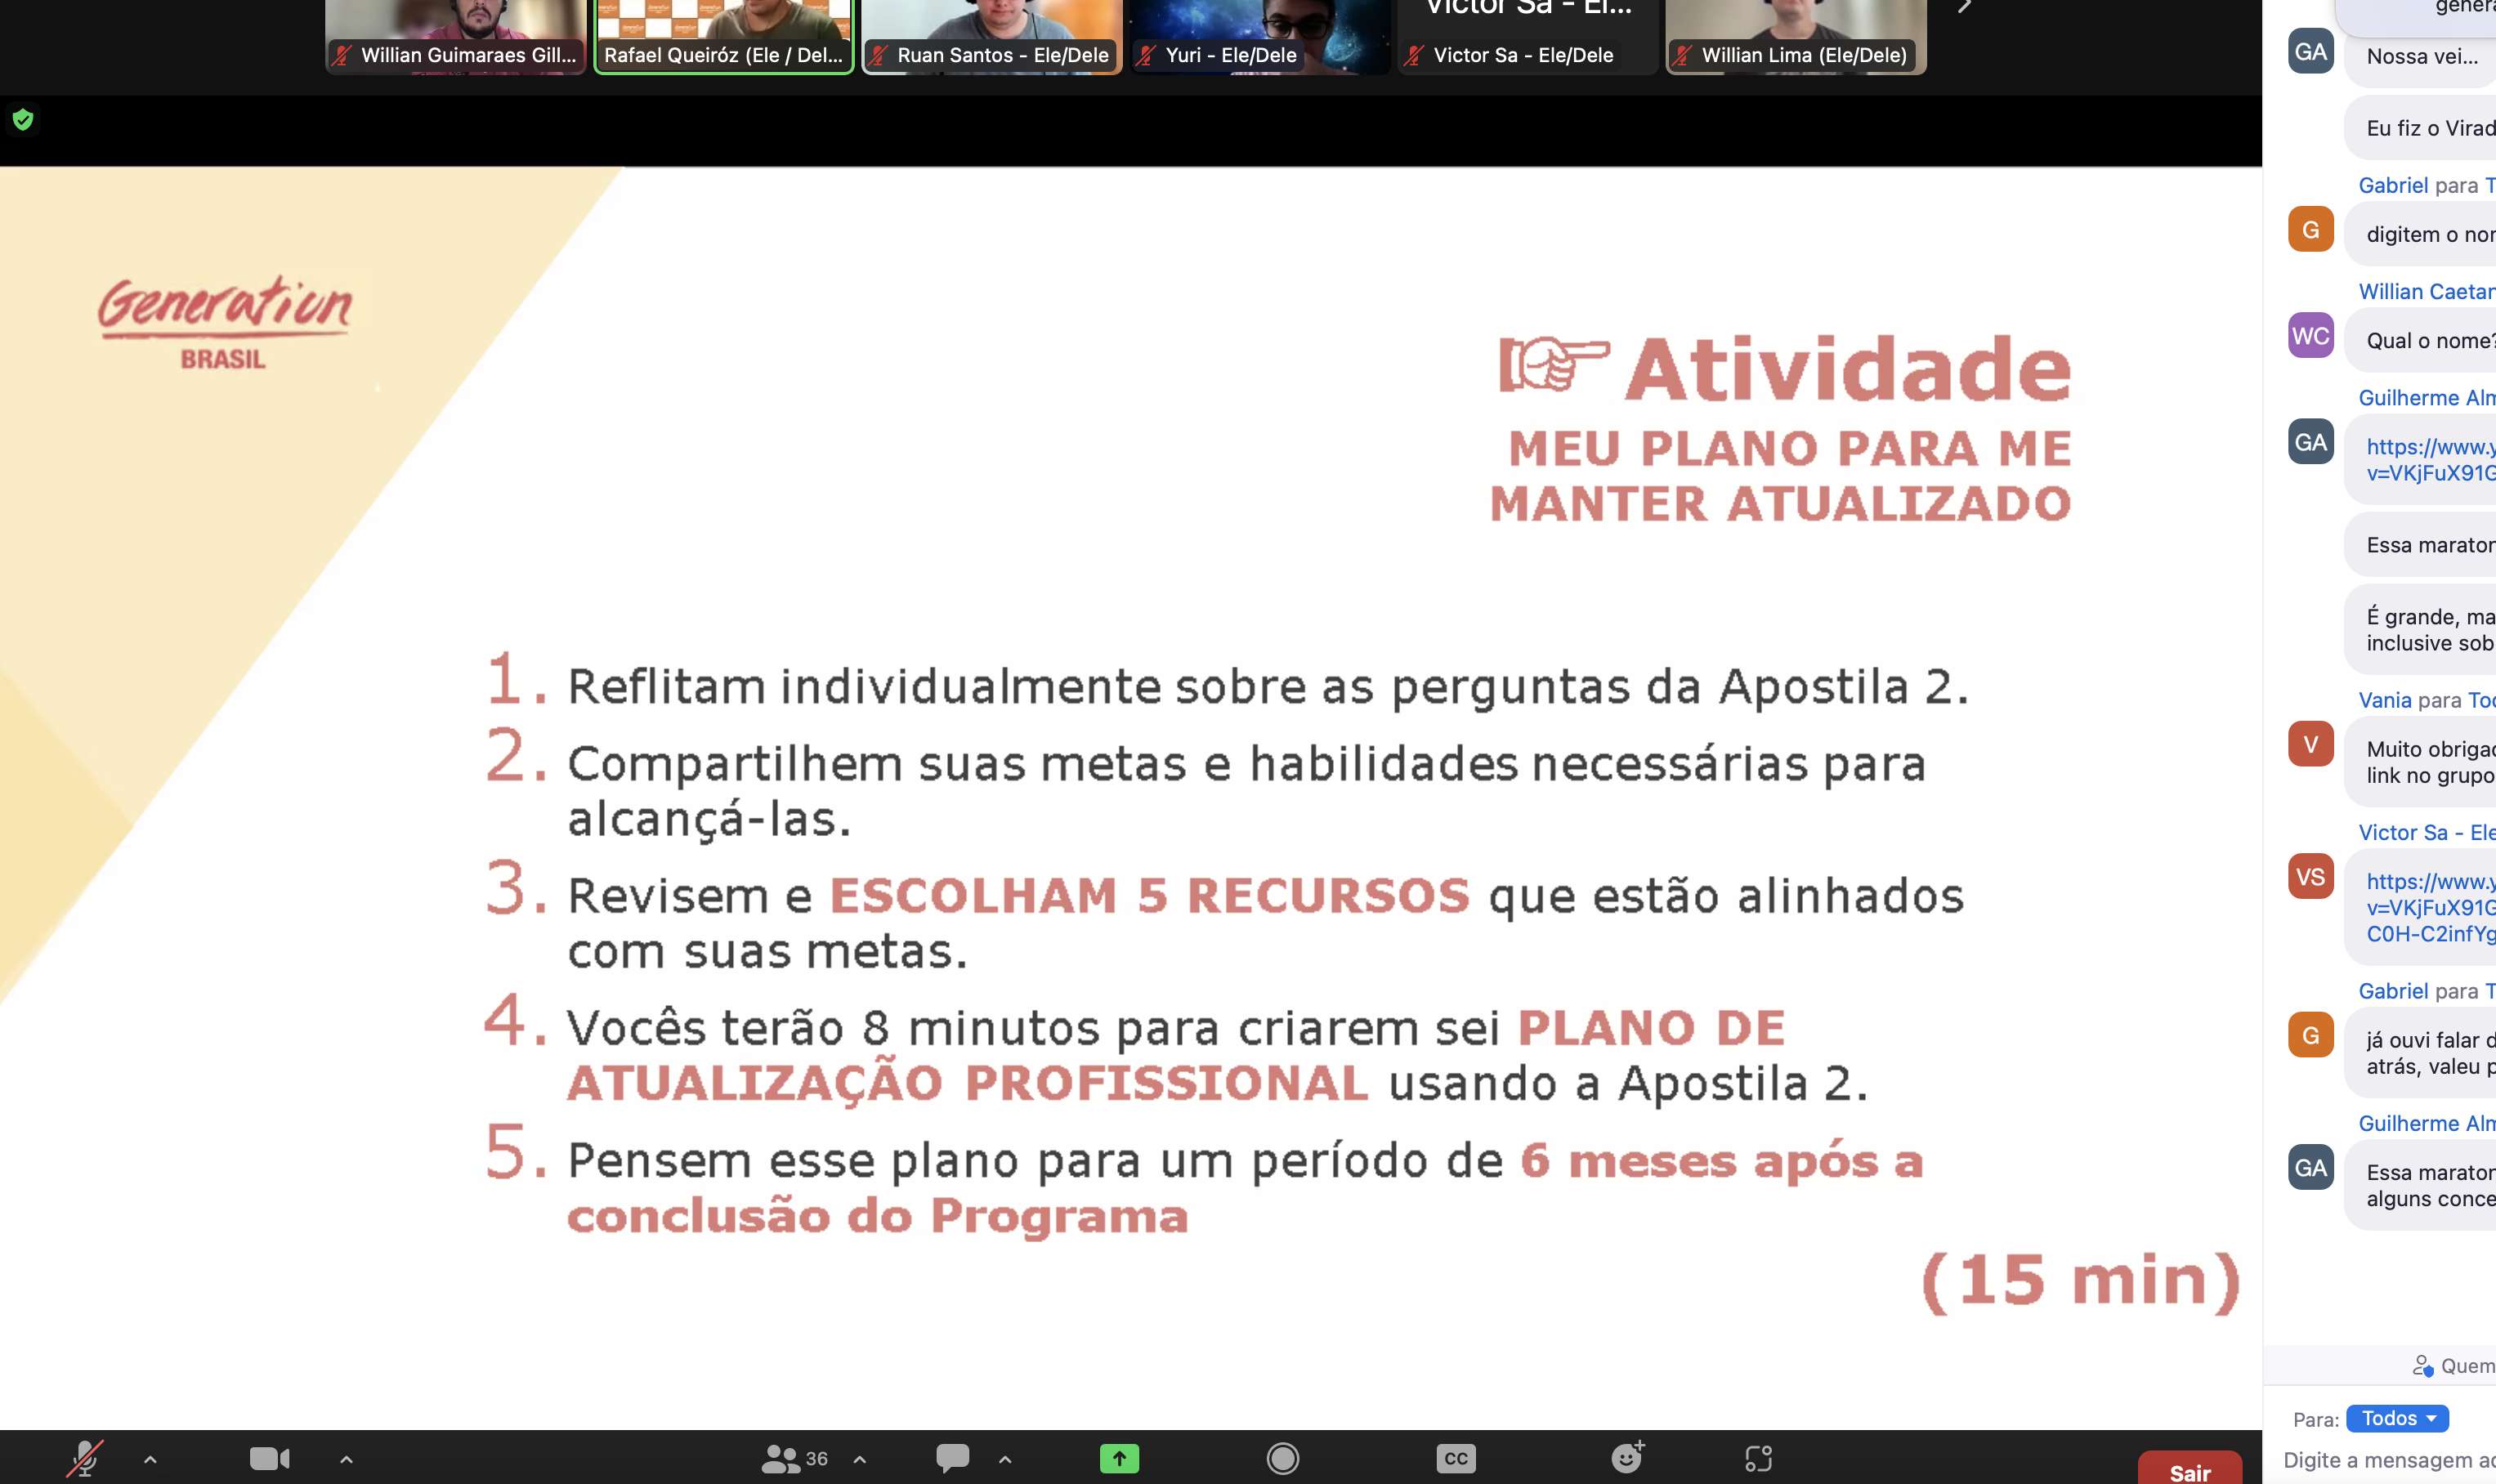 Victor Sa - El...
Willian Guimaraes Gill...
Rafael Queiróz (Ele / Del...
Ruan Santos - Ele/Dele
Yuri - Ele/Dele
Victor Sa - Ele/Dele
Willian Lima (Ele/Dele)
Generation
BRASIL
Atividade
MEU PLANO PARA ME
MANTER ATUALIZADO
1. Reflitam individualmente sobre as perguntas da Apostila 2.
2. Compartilhem suas metas e habilidades necessárias para
alcançá-las.
3. Revisem e ESCOLHAM 5 RECURSOS que estão alinhados
com suas metas.
4. Vocês terão 8 minutos para criarem sei PLANO DE
ATUALIZAÇÃO PROFISSIONAL usando a Apostila 2.
5. Pensem esse plano para um período de 6 meses após a
conclusão do Programa
(15 min)
36
CC
Sair
GA
Nossa vei...
Eu fiz o Virad
Gabriel para T
G
digitem o nor
Willian Caetan
WC
Qual o nome?
Guilherme Alm
GA
https://www.y
v=VKjFuX91G
Essa maraton
É grande, ma
inclusive sob
Vania para Too
V
Muito obrigad
link no grupo
Victor Sa - Ele
VS
https://www.y
v=VKjFuX91G
C0H-C2infYg
Gabriel para T
G
já ouvi falar d
atrás, valeu p
Guilherme Alm
GA
Essa maraton
alguns conce
Quem
Para: Todos
Digite a mensagem aq